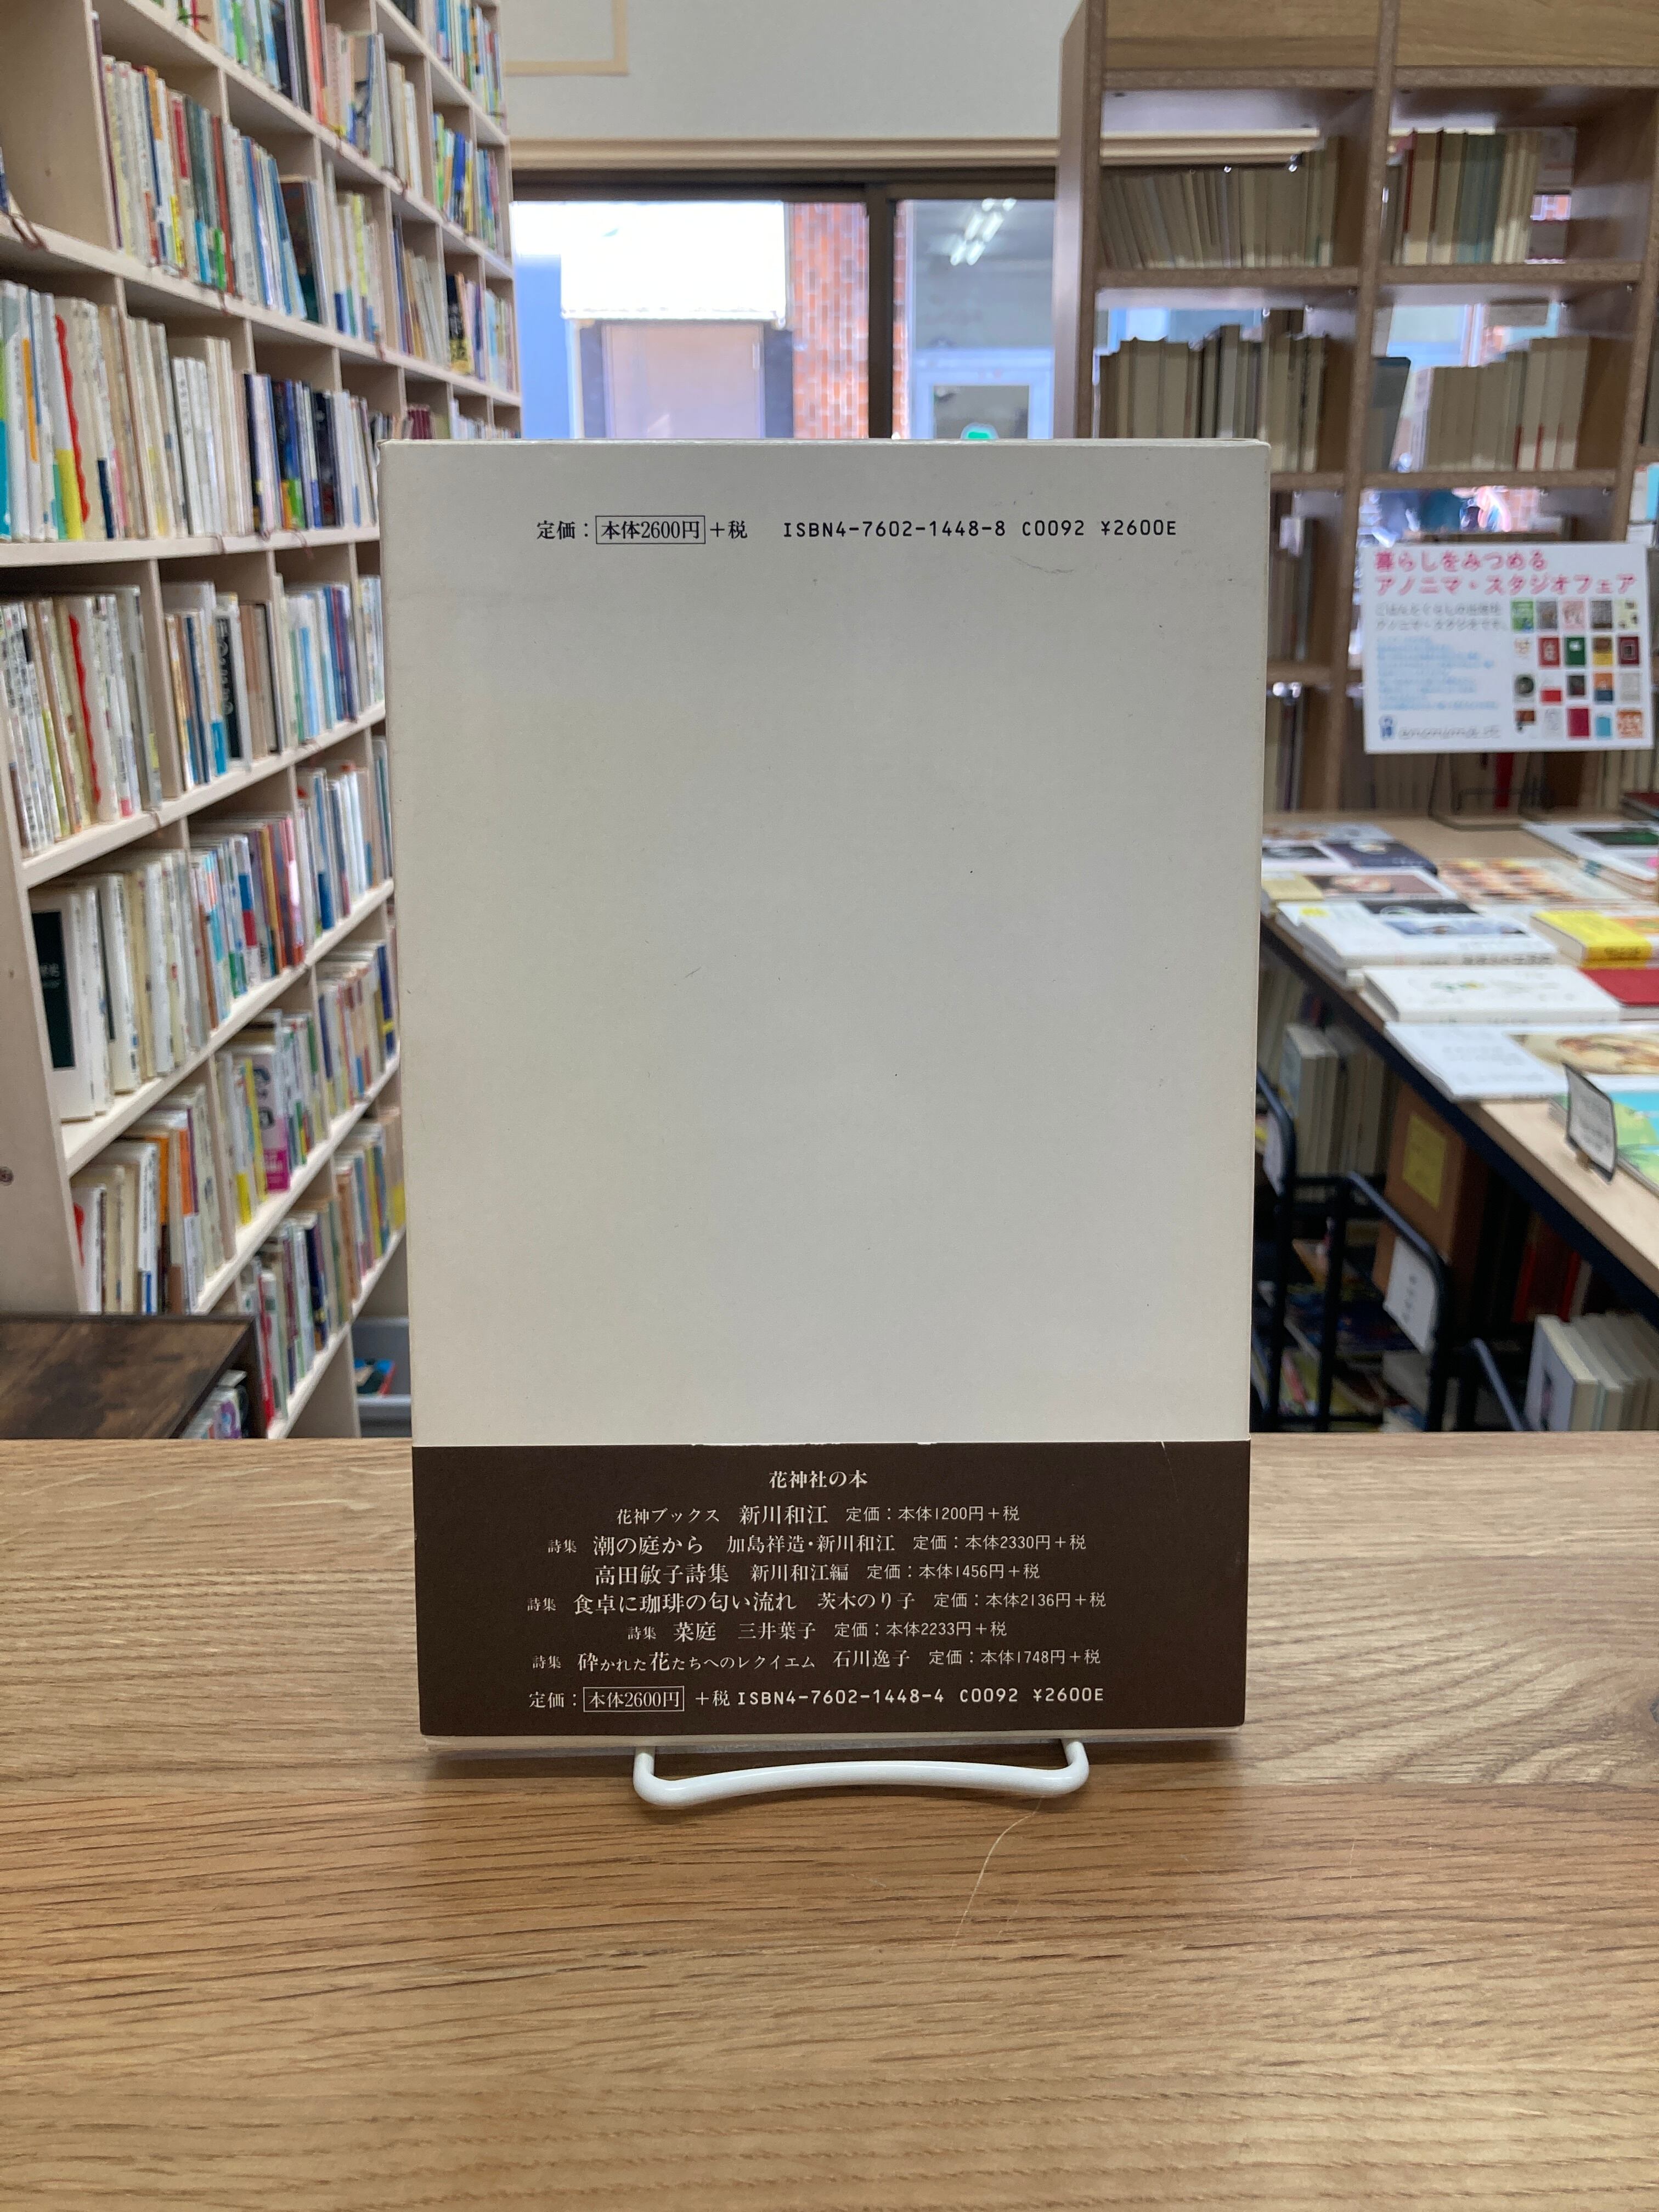 定価：本体2600円＋税 ISBN4-7602-1448-8 C0092 ¥2600E
暮らしをみつめる
アノニマ・スタジオフェア
花神社の本
花神ブックス 新川和江 定価：本体1200円＋税
詩集 潮の庭から 加島祥造・新川和江 定価：本体2330円＋税
高田敏子詩集 新川和江編 定価：本体1456円＋税
詩集 食卓に珈琲の匂い流れ 茨木のり子 定価：本体2136円＋税
詩集 菜庭 三井葉子 定価：本体2233円＋税
詩集 砕かれた花たちへのレクイエム 石川逸子 定価：本体1748円＋税
定価：本体2600円 ＋税 ISBN4-7602-1448-4 C0092 ¥2600E